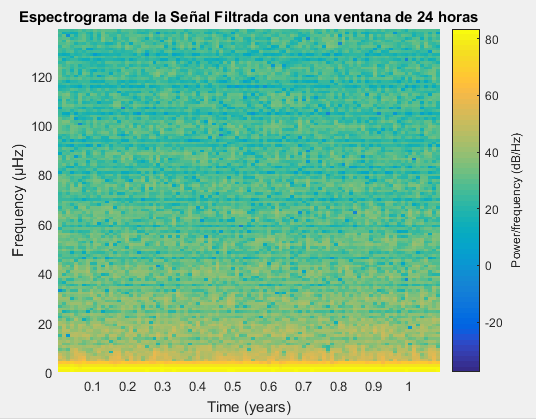 Espectrograma de la Señal Filtrada con una ventana de 24 horas
Frequency (μHz)
120
100
80
60
40
20
0
0.1 0.2 0.3 0.4 0.5 0.6 0.7 0.8 0.9 1
Time (years)
80
60
40
20
0
-20
Power/frequency (dB/Hz)